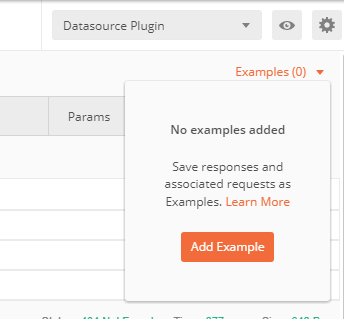 Datasource Plugin
Examples (0)
Params
No examples added
Save responses and
associated requests as
Examples. Learn More
Add Example